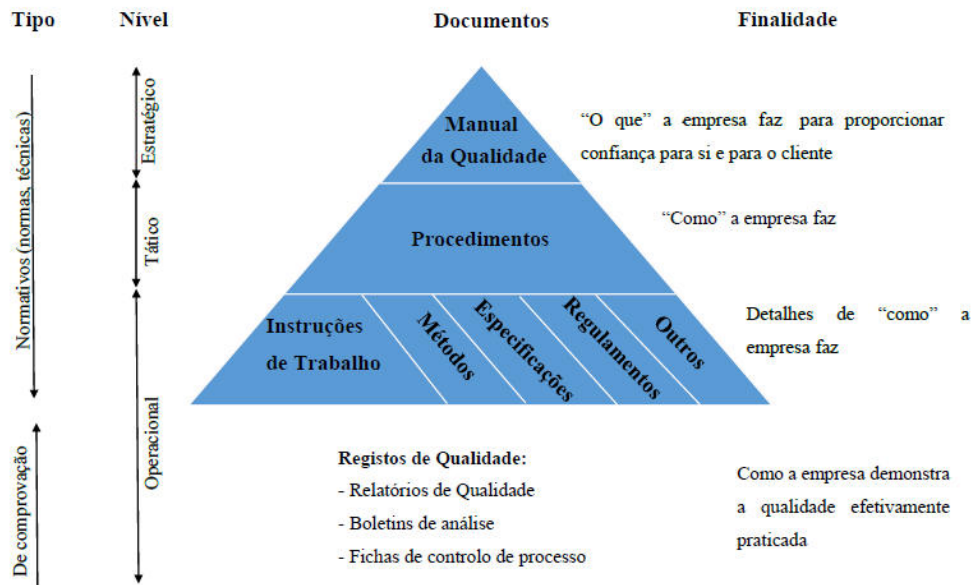 Tipo
Nível
Documentos
Finalidade
Normativos (normas, técnicas)
De comprovação
Estratégico
Tático
Operacional
Manual
da Qualidade
Procedimentos
Instruções
de Trabalho
Métodos
Especificações
Regulamentos
Outros
“O que” a empresa faz para proporcionar
confiança para si e para o cliente
“Como” a empresa faz
Detalhes de “como” a
empresa faz
Registos de Qualidade:
- Relatórios de Qualidade
- Boletins de análise
- Fichas de controlo de processo
Como a empresa demonstra
a qualidade efetivamente
praticada